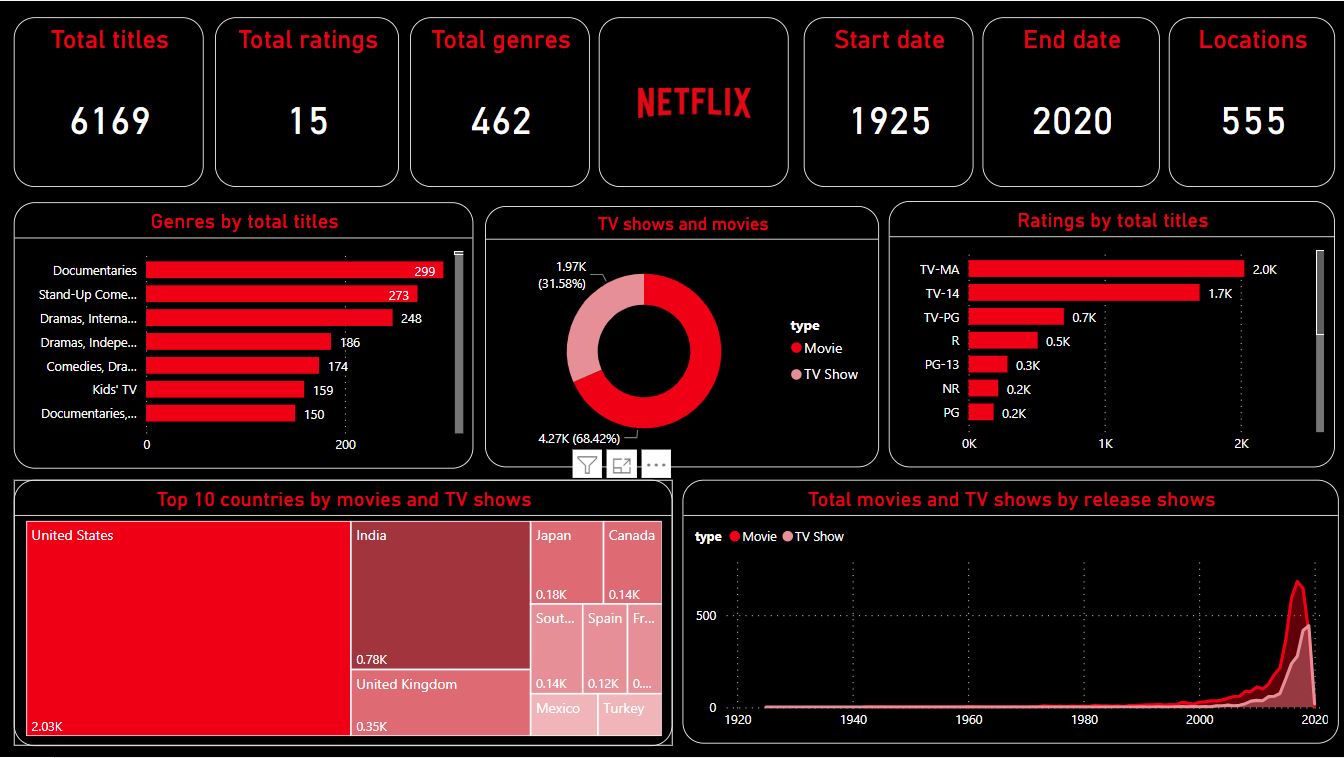 Total titles
6169
Total ratings
15
Total genres
462
NETFLIX
Start date
1925
End date
2020
Locations
555
Genres by total titles
Documentaries 299
Stand-Up Come... 273
Dramas, Interna... 248
Dramas, Indepe... 186
Comedies, Dra... 174
Kids' TV 159
Documentaries,... 150
0 200
TV shows and movies
1.97K
(31.58%)
4.27K (68.42%)
type
Movie
TV Show
Ratings by total titles
TV-MA 2.0K
TV-14 1.7K
TV-PG 0.7K
R 0.5K
PG-13 0.3K
NR 0.2K
PG 0.2K
0K 1K 2K
Top 10 countries by movies and TV shows
United States
2.03K
India
0.78K
United Kingdom
0.35K
Japan
0.18K
Canada
0.14K
Sout...
0.14K
Spain
0.12K
Fr...
0....
Mexico
Turkey
Total movies and TV shows by release shows
type Movie TV Show
500
0
1920 1940 1960 1980 2000 2020